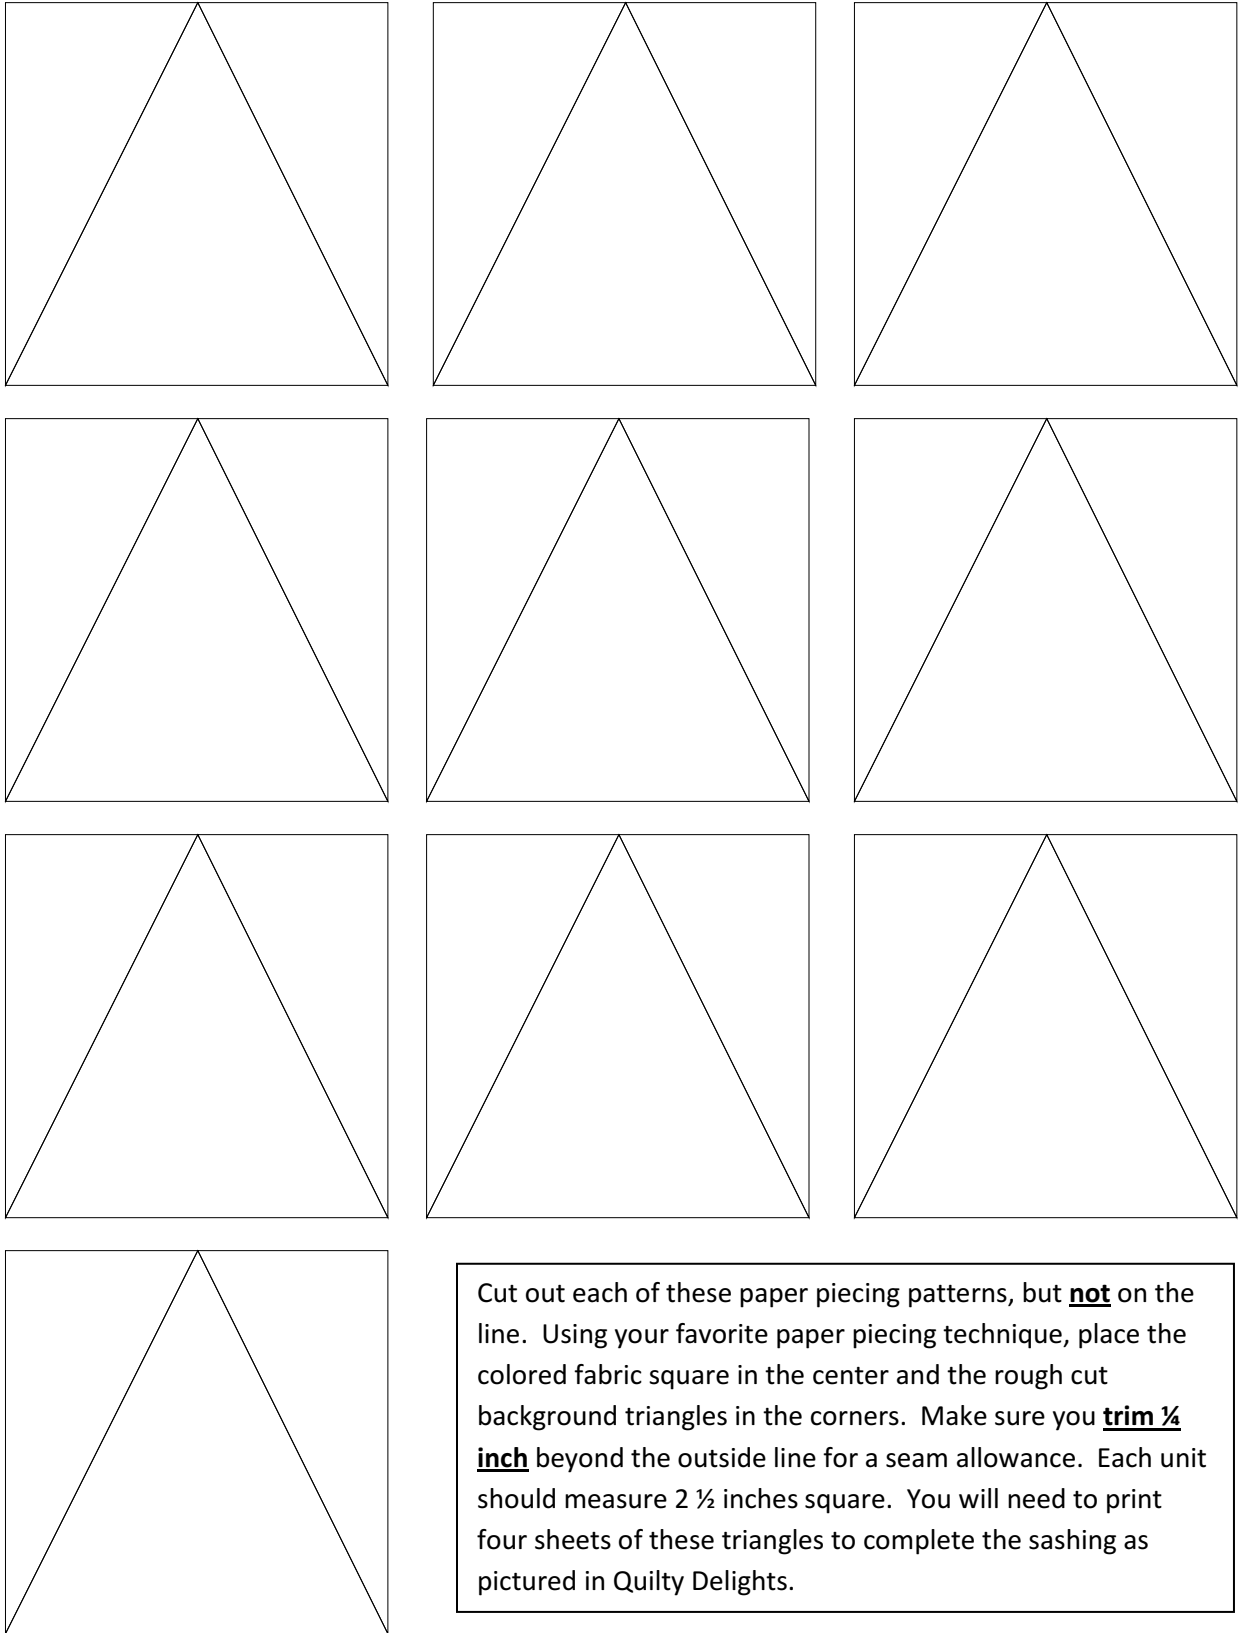 Cut out each of these paper piecing patterns, but not on the
line.  Using your favorite paper piecing technique, place the
colored fabric square in the center and the rough cut
background triangles in the corners.  Make sure you trim ¼
inch beyond the outside line for a seam allowance.  Each unit
should measure 2 ½ inches square.  You will need to print
four sheets of these triangles to complete the sashing as
pictured in Quilty Delights.